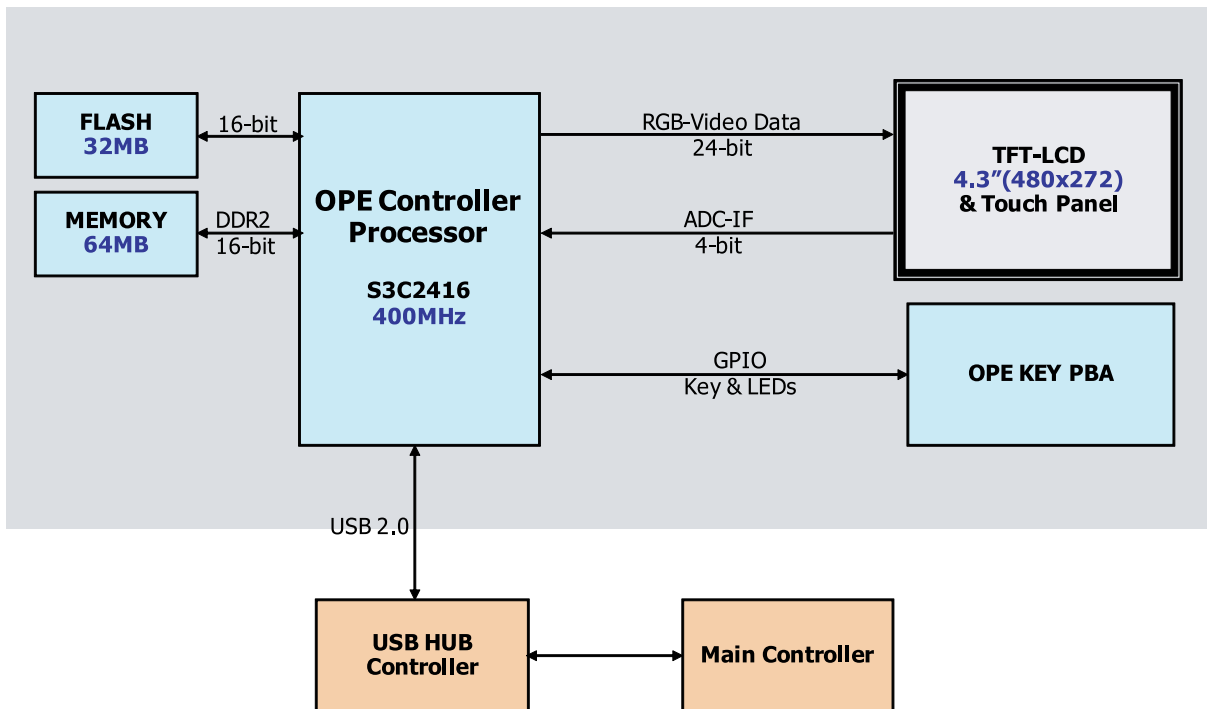 FLASH
32MB
16-bit
MEMORY
64MB
DDR2
16-bit
OPE Controller
Processor
S3C2416
400MHz
RGB-Video Data
24-bit
ADC-IF
4-bit
TFT-LCD
4.3"(480x272)
& Touch Panel
GPIO
Key & LEDs
OPE KEY PBA
USB 2.0
USB HUB
Controller
Main Controller